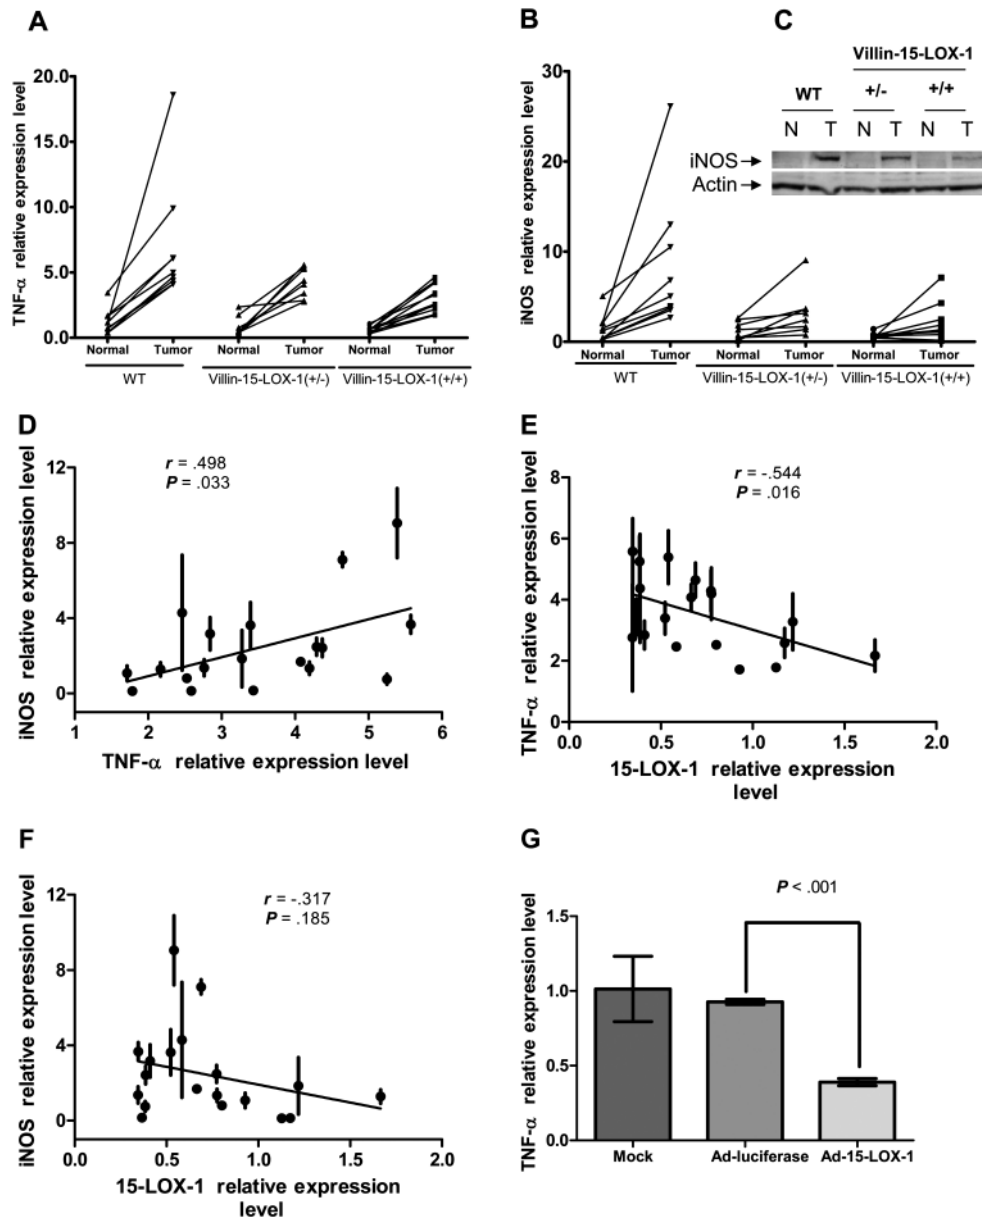 A
TNF-α relative expression level
20.0
15.0
10.0
5.0
0.0
Normal Tumor Normal Tumor Normal Tumor
WT Villin-15-LOX-1(+/-) Villin-15-LOX-1(+/+)
B
iNOS relative expression level
30
20
10
0
Normal Tumor Normal Tumor Normal Tumor
WT Villin-15-LOX-1(+/-) Villin-15-LOX-1(+/+)
C
Villin-15-LOX-1
WT +/- +/+
N T N T N T
iNOS
Actin
D
r = .498
P = .033
iNOS relative expression level
12
8
4
0
1 2 3 4 5 6
TNF-α relative expression level
E
r = -.544
P = .016
TNF-α relative expression level
8
6
4
2
0
0.0 0.5 1.0 1.5 2.0
15-LOX-1 relative expression
level
F
r = -.317
P = .185
iNOS relative expression level
12
8
4
0
0.0 0.5 1.0 1.5 2.0
15-LOX-1 relative expression
level
G
P < .001
TNF-α relative expression level
1.5
1.0
0.5
0.0
Mock Ad-luciferase Ad-15-LOX-1